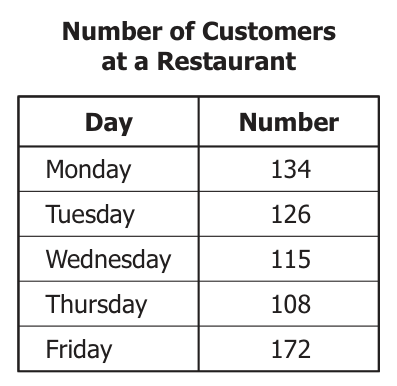 Number of Customers
at a Restaurant
Day Number
Monday 134
Tuesday 126
Wednesday 115
Thursday 108
Friday 172